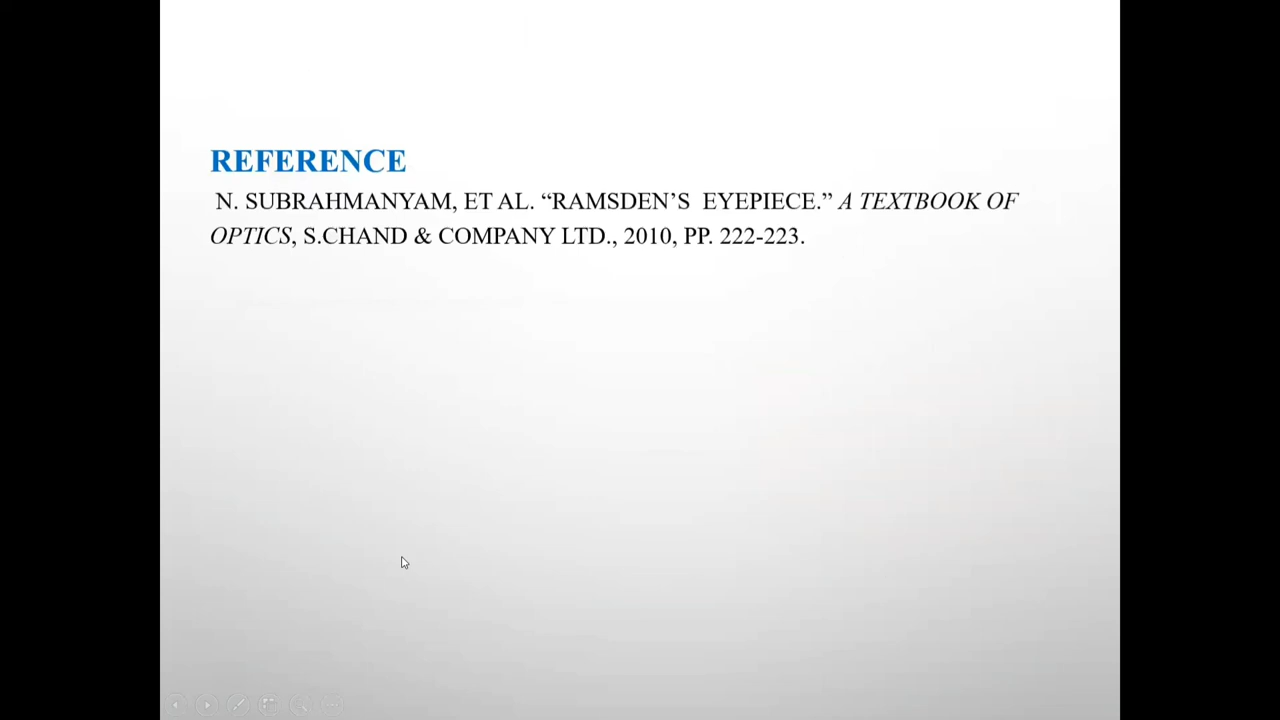 REFERENCE
N. SUBRAHMANYAM, ET AL. “RAMSDEN’S EYEPIECE.” A TEXTBOOK OF
OPTICS, S.CHAND & COMPANY LTD., 2010, PP. 222-223.